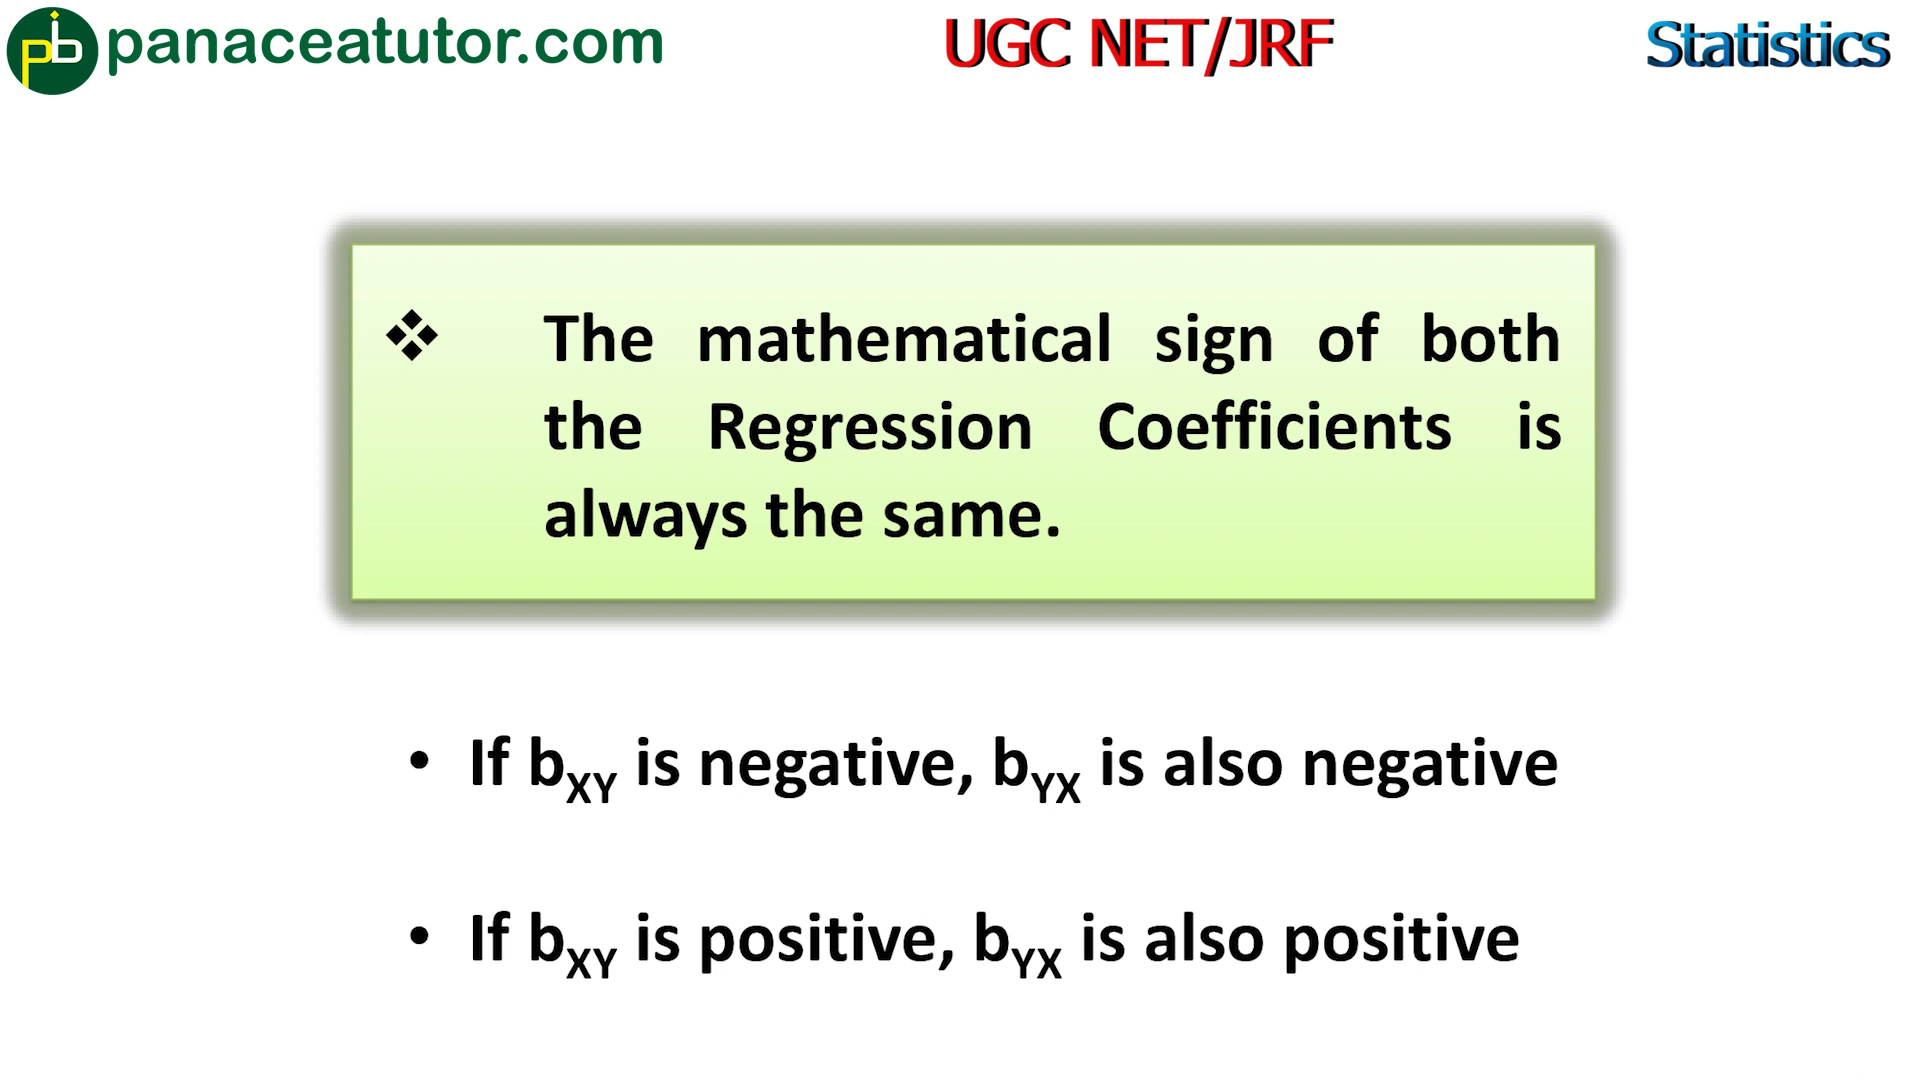 pb panaceatutor.com
UGC NET/JRF
Statistics
❖ The mathematical sign of both
the Regression Coefficients is
always the same.
• If bXY is negative, bYX is also negative
• If bXY is positive, bYX is also positive